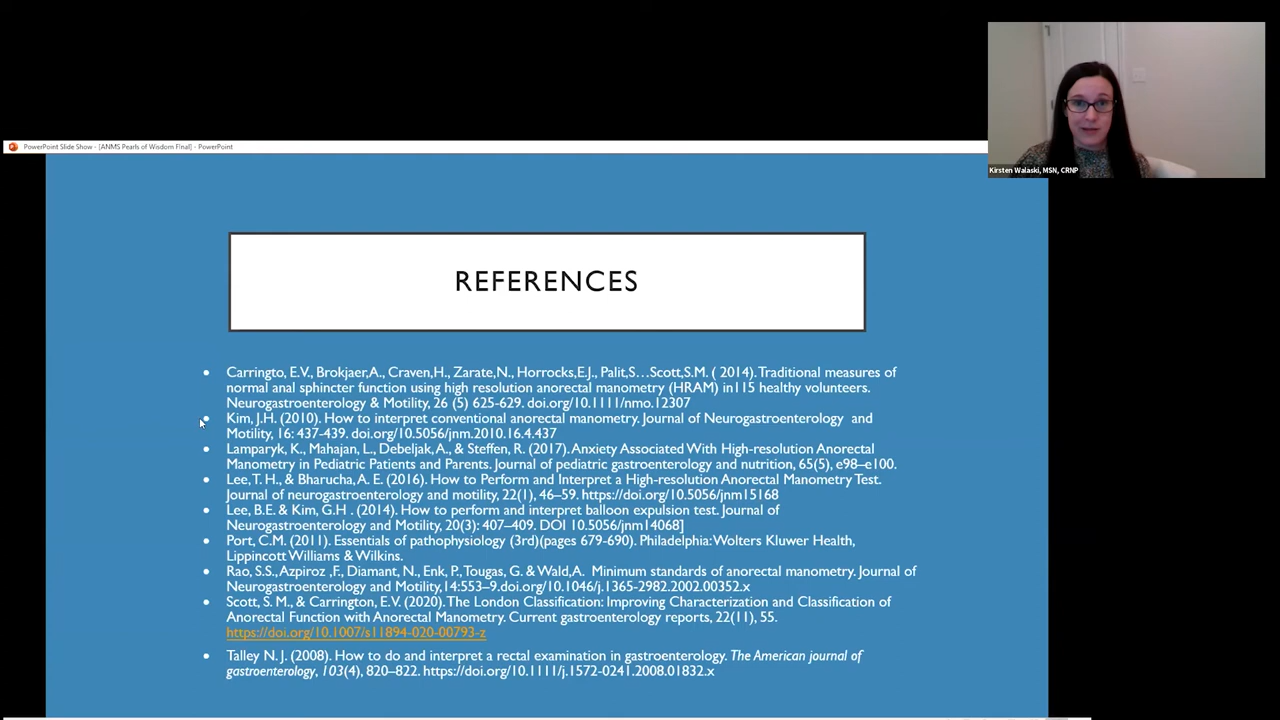 PowerPoint Slide Show - [ANMS Pearls of Wisdom Final] - PowerPoint
Kirsten Walaski, MSN, CRNP
REFERENCES
• Carringto, E.V., Brokjaer,A., Craven,H., Zarate,N., Horrocks,E.J., Palit,S…Scott,S.M. ( 2014). Traditional measures of
normal anal sphincter function using high resolution anorectal manometry (HRAM) in115 healthy volunteers.
Neurogastroenterology & Motility, 26 (5) 625-629. doi.org/10.1111/nmo.12307
• Kim, J.H. (2010). How to interpret conventional anorectal manometry. Journal of Neurogastroenterology and
Motility, 16: 437-439. doi.org/10.5056/jnm.2010.16.4.437
• Lamparyk, K., Mahajan, L., Debeljak, A., & Steffen, R. (2017). Anxiety Associated With High-resolution Anorectal
Manometry in Pediatric Patients and Parents. Journal of pediatric gastroenterology and nutrition, 65(5), e98–e100.
• Lee, T. H., & Bharucha, A. E. (2016). How to Perform and Interpret a High-resolution Anorectal Manometry Test.
Journal of neurogastroenterology and motility, 22(1), 46–59. https://doi.org/10.5056/jnm15168
• Lee, B.E. & Kim, G.H . (2014). How to perform and interpret balloon expulsion test. Journal of
Neurogastroenterology and Motility, 20(3): 407–409. DOI 10.5056/jnm14068]
• Port, C.M. (2011). Essentials of pathophysiology (3rd)(pages 679-690). Philadelphia: Wolters Kluwer Health,
Lippincott Williams & Wilkins.
• Rao, S.S., Azpiroz ,F., Diamant, N., Enk, P., Tougas, G. & Wald,A. Minimum standards of anorectal manometry. Journal of
Neurogastroenterology and Motility,14:553–9.doi.org/10.1046/j.1365-2982.2002.00352.x
• Scott, S. M., & Carrington, E.V. (2020). The London Classification: Improving Characterization and Classification of
Anorectal Function with Anorectal Manometry. Current gastroenterology reports, 22(11), 55.
https://doi.org/10.1007/s11894-020-00793-z
• Talley N. J. (2008). How to do and interpret a rectal examination in gastroenterology. The American journal of
gastroenterology, 103(4), 820–822. https://doi.org/10.1111/j.1572-0241.2008.01832.x